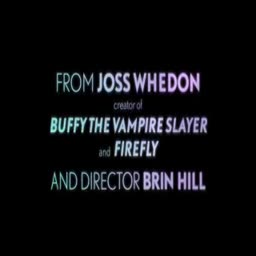 FROM JOSS WHEDON
creator of
BUFFY THE VAMPIRE SLAYER
and FIREFLY
AND DIRECTOR BRIN HILL